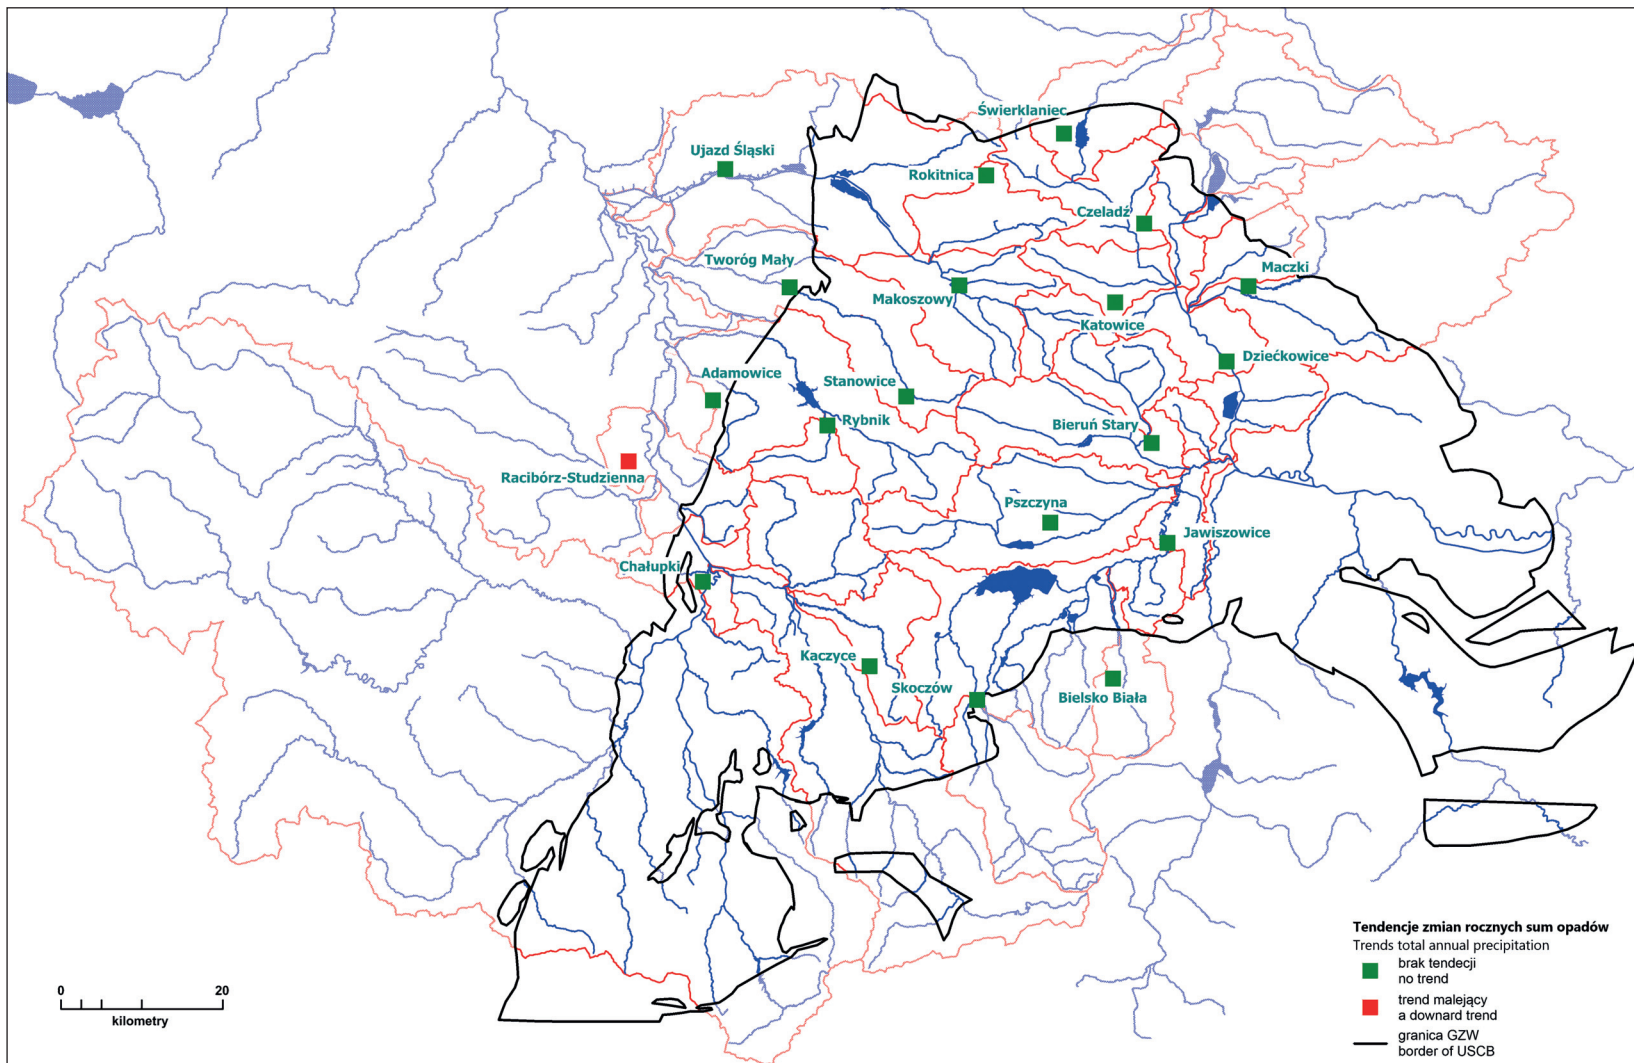 Świerklaniec
Ujazd Śląski
Rokitnica
Czeladź
Tworóg Mały
Maczki
Makoszowy
Katowice
Dziećkowice
Adamowice
Stanowice
Rybnik
Bieruń Stary
Racibórz-Studzienna
Pszczyna
Jawiszowice
Chałupki
Kaczyce
Skoczów
Bielsko Biała
Tendencje zmian rocznych sum opadów
Trends total annual precipitation
brak tendecji
no trend
trend malejący
a downard trend
granica GZW
border of USCB
0 20
kilometry